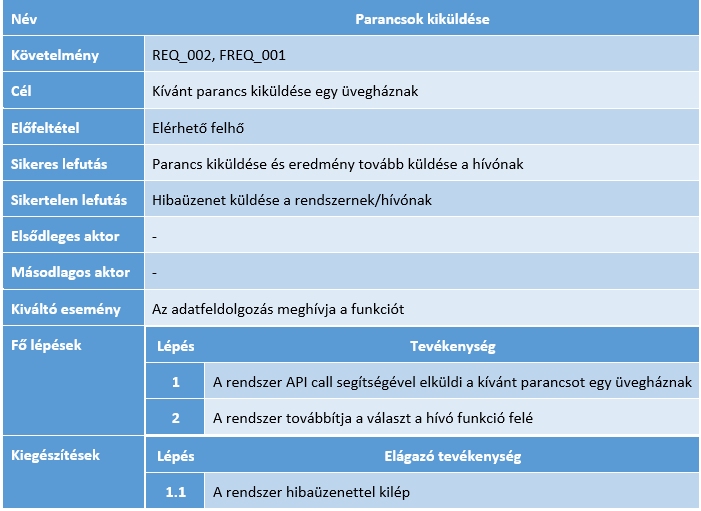 Név Parancsok kiküldése
Követelmény REQ_002, FREQ_001
Cél Kívánt parancs kiküldése egy üvegháznak
Előfeltétel Elérhető felhő
Sikeres lefutás Parancs kiküldése és eredmény tovább küldése a hívónak
Sikertelen lefutás Hibaüzenet küldése a rendszernek/hívónak
Elsődleges aktor -
Másodlagos aktor -
Kiváltó esemény Az adatfeldolgozás meghívja a funkciót
Fő lépések Lépés Tevékenység
1 A rendszer API call segítségével elküldi a kívánt parancsot egy üvegháznak
2 A rendszer továbbítja a választ a hívó funkció felé
Kiegészítések Lépés Elágazó tevékenység
1.1 A rendszer hibaüzenettel kilép